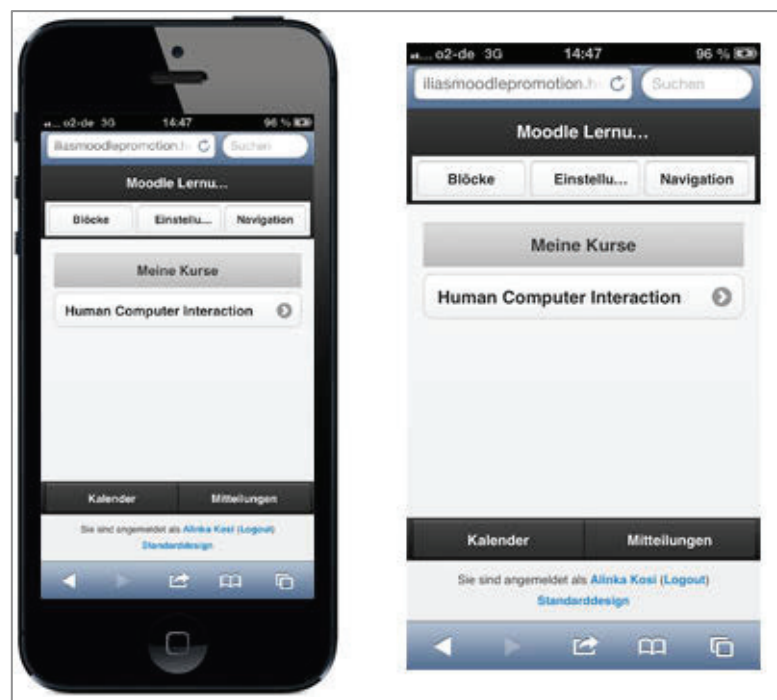 o2-de 3G 14:47 96 %
iliasmoodlepromotion.h Suchen
Moodle Lernu...
Blöcke Einstellu... Navigation
Meine Kurse
Human Computer Interaction
Kalender Mitteilungen
Sie sind angemeldet als Alinka Kosi (Logout)
Standarddesign
... o2-de 3G 14:47 96 %
iliasmoodlepromotion.h Suchen
Moodle Lernu...
Blöcke Einstellu... Navigation
Meine Kurse
Human Computer Interaction
Kalender Mitteilungen
Sie sind angemeldet als Alinka Kosi (Logout)
Standarddesign